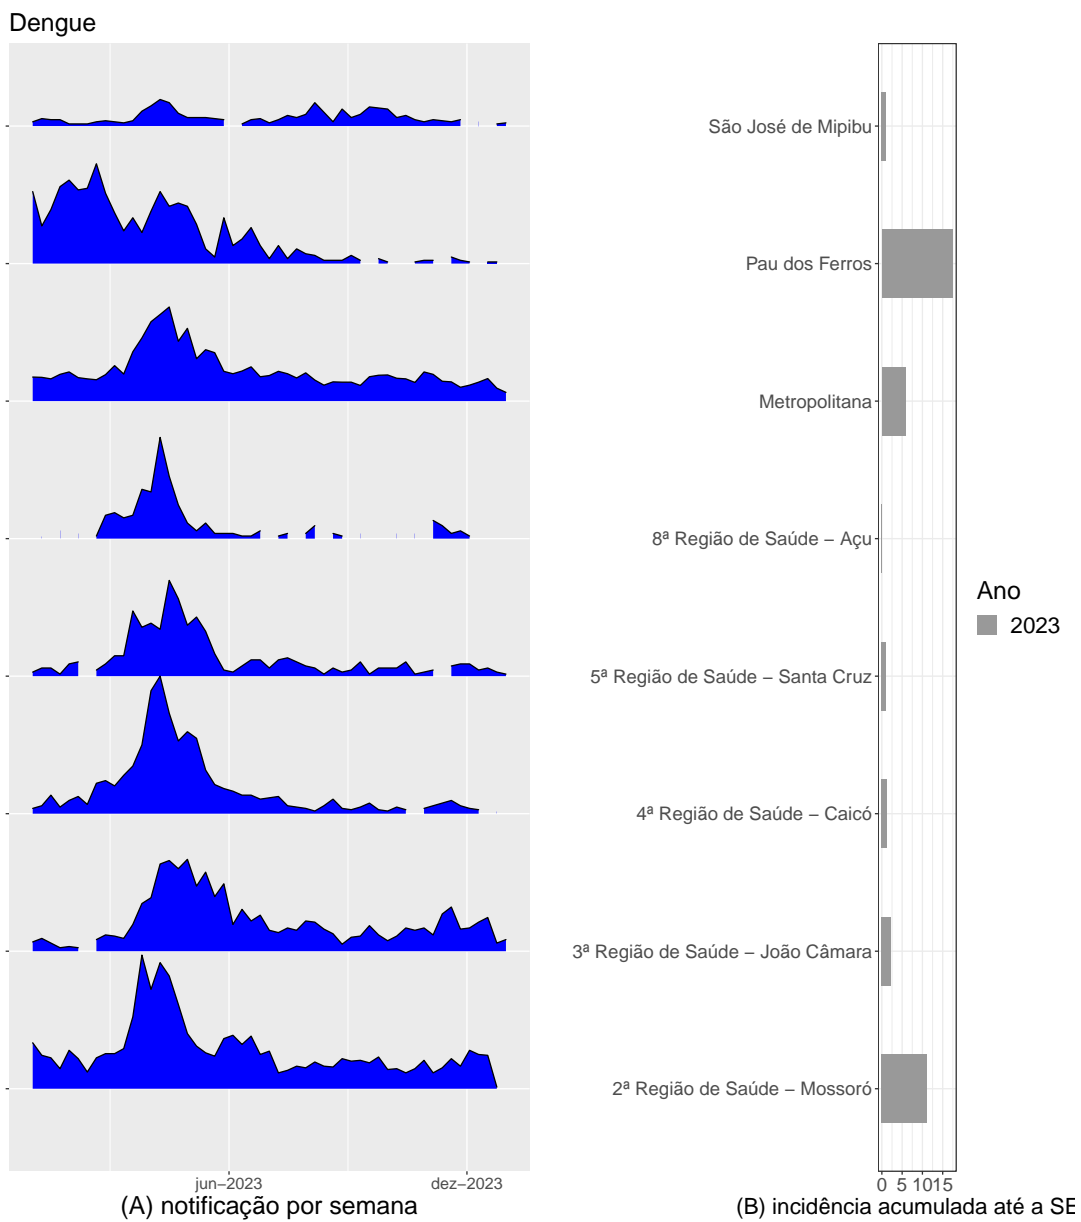 Dengue
São José de Mipibu
Pau dos Ferros
Metropolitana
8ª Região de Saúde – Açu
5ª Região de Saúde – Santa Cruz
4ª Região de Saúde – Caicó
3ª Região de Saúde – João Câmara
2ª Região de Saúde – Mossoró
Ano
2023
jun–2023 dez–2023
0 5 10 15
(A) notificação por semana
(B) incidência acumulada até a SE